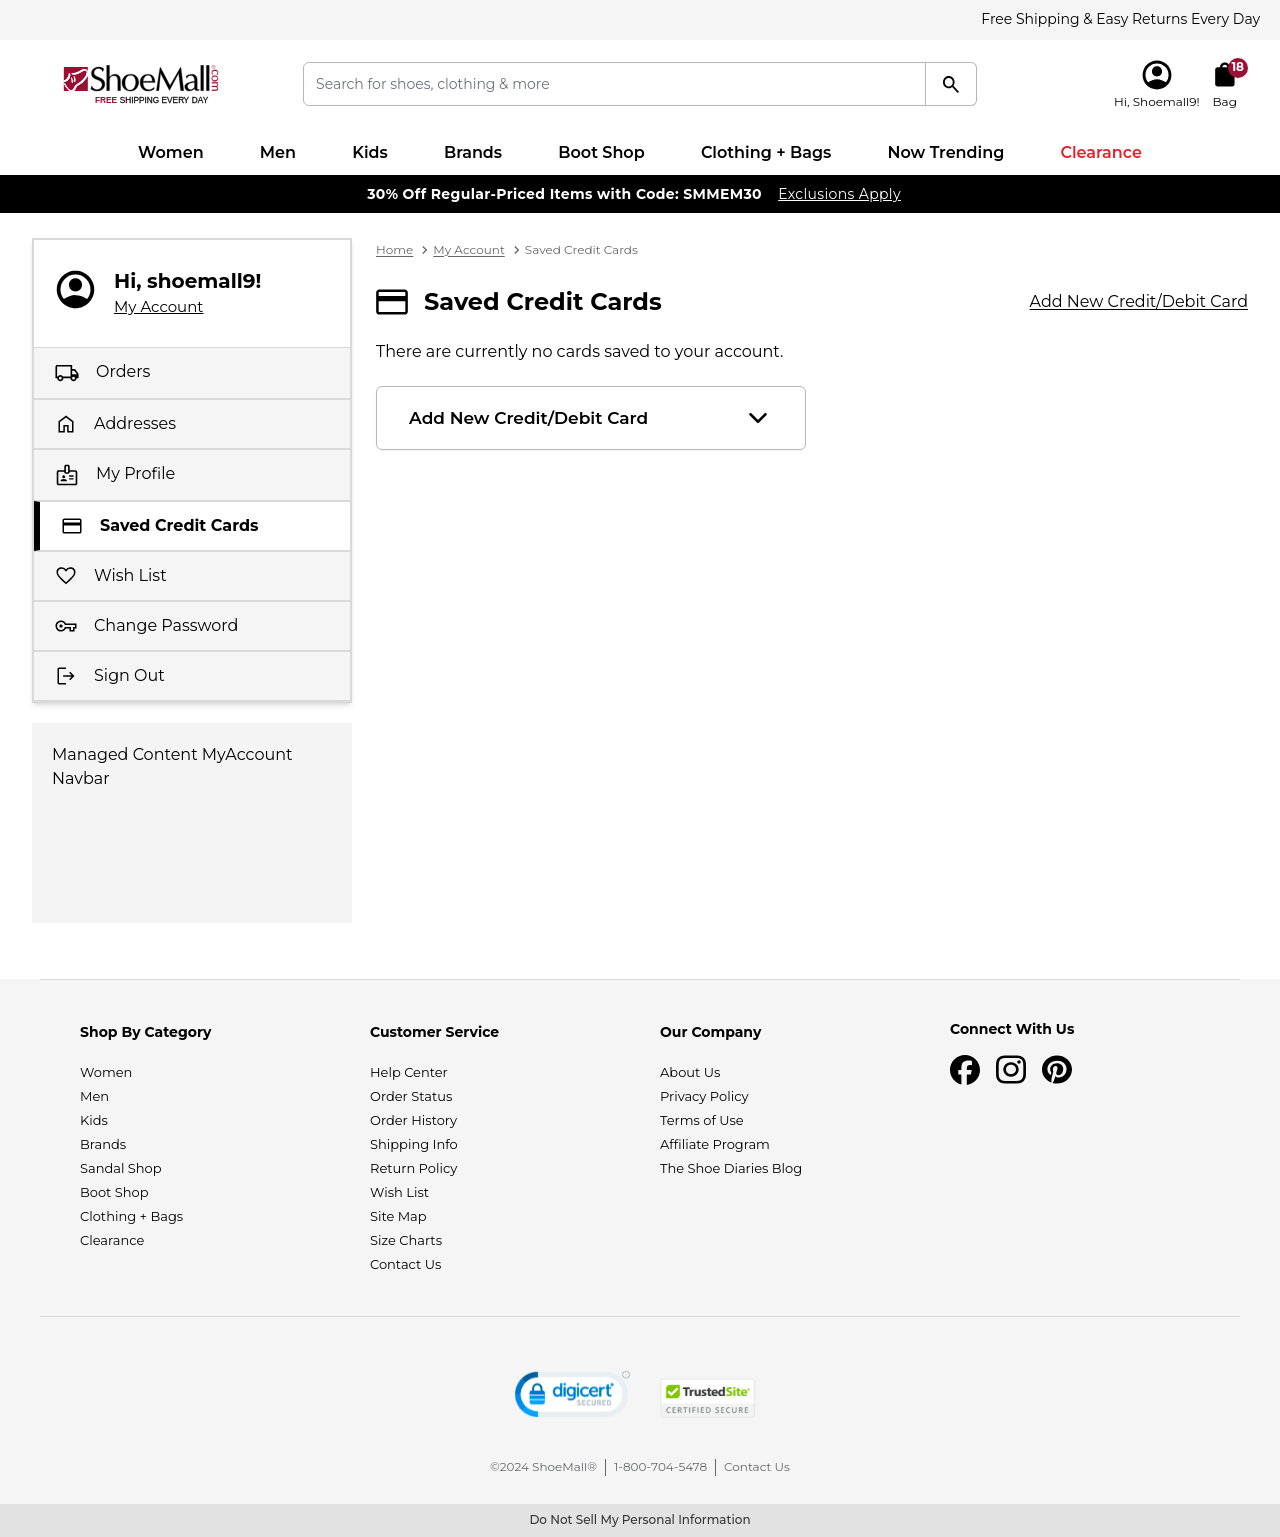 Free Shipping & Easy Returns Every Day
ShoeMall.com
FREE SHIPPING EVERY DAY
Search for shoes, clothing & more
18
Hi, Shoemall9!
Bag
Women
Men
Kids
Brands
Boot Shop
Clothing + Bags
Now Trending
Clearance
30% Off Regular-Priced Items with Code: SMMEM30 Exclusions Apply
Hi, shoemall9!
My Account
Orders
Addresses
My Profile
Saved Credit Cards
Wish List
Change Password
Sign Out
Managed Content MyAccount
Navbar
Home > My Account > Saved Credit Cards
Saved Credit Cards
Add New Credit/Debit Card
There are currently no cards saved to your account.
Add New Credit/Debit Card
Shop By Category
Women
Men
Kids
Brands
Sandal Shop
Boot Shop
Clothing + Bags
Clearance
Customer Service
Help Center
Order Status
Order History
Shipping Info
Return Policy
Wish List
Site Map
Size Charts
Contact Us
Our Company
About Us
Privacy Policy
Terms of Use
Affiliate Program
The Shoe Diaries Blog
Connect With Us
digicert
SECURED
TrustedSite
CERTIFIED SECURE
©2024 ShoeMall® | 1-800-704-5478 | Contact Us
Do Not Sell My Personal Information